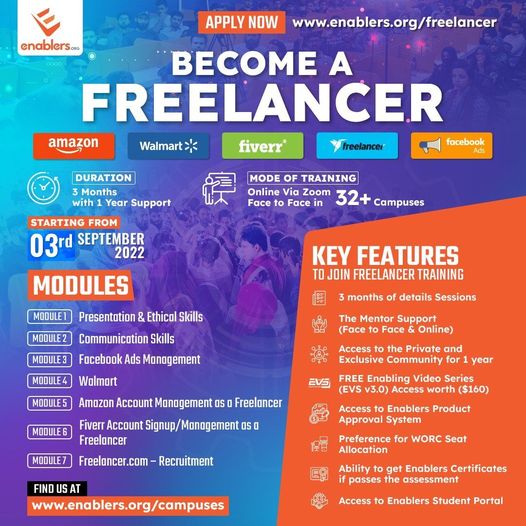 enablers.ORG
APPLY NOW www.enablers.org/freelancer
BECOME A
FREELANCER
amazon
Walmart
fiverr
freelancer
facebook
Ads
DURATION
3 Months
with 1 Year Support
MODE OF TRAINING
Online Via Zoom
Face to Face in 32+ Campuses
STARTING FROM
03rd SEPTEMBER
2022
MODULES
MODULE 1 Presentation & Ethical Skills
MODULE 2 Communication Skills
MODULE 3 Facebook Ads Management
MODULE 4 Walmart
MODULE 5 Amazon Account Management as a Freelancer
MODULE 6 Fiverr Account Signup/Management as a
Freelancer
MODULE 7 Freelancer.com – Recruitment
FIND US AT
www.enablers.org/campuses
KEY FEATURES
TO JOIN FREELANCER TRAINING
3 months of details Sessions
The Mentor Support
(Face to Face & Online)
Access to the Private and
Exclusive Community for 1 year
EVS FREE Enabling Video Series
(EVS v3.0) Access worth ($160)
Access to Enablers Product
Approval System
Preference for WORC Seat
Allocation
Ability to get Enablers Certificates
if passes the assessment
Access to Enablers Student Portal